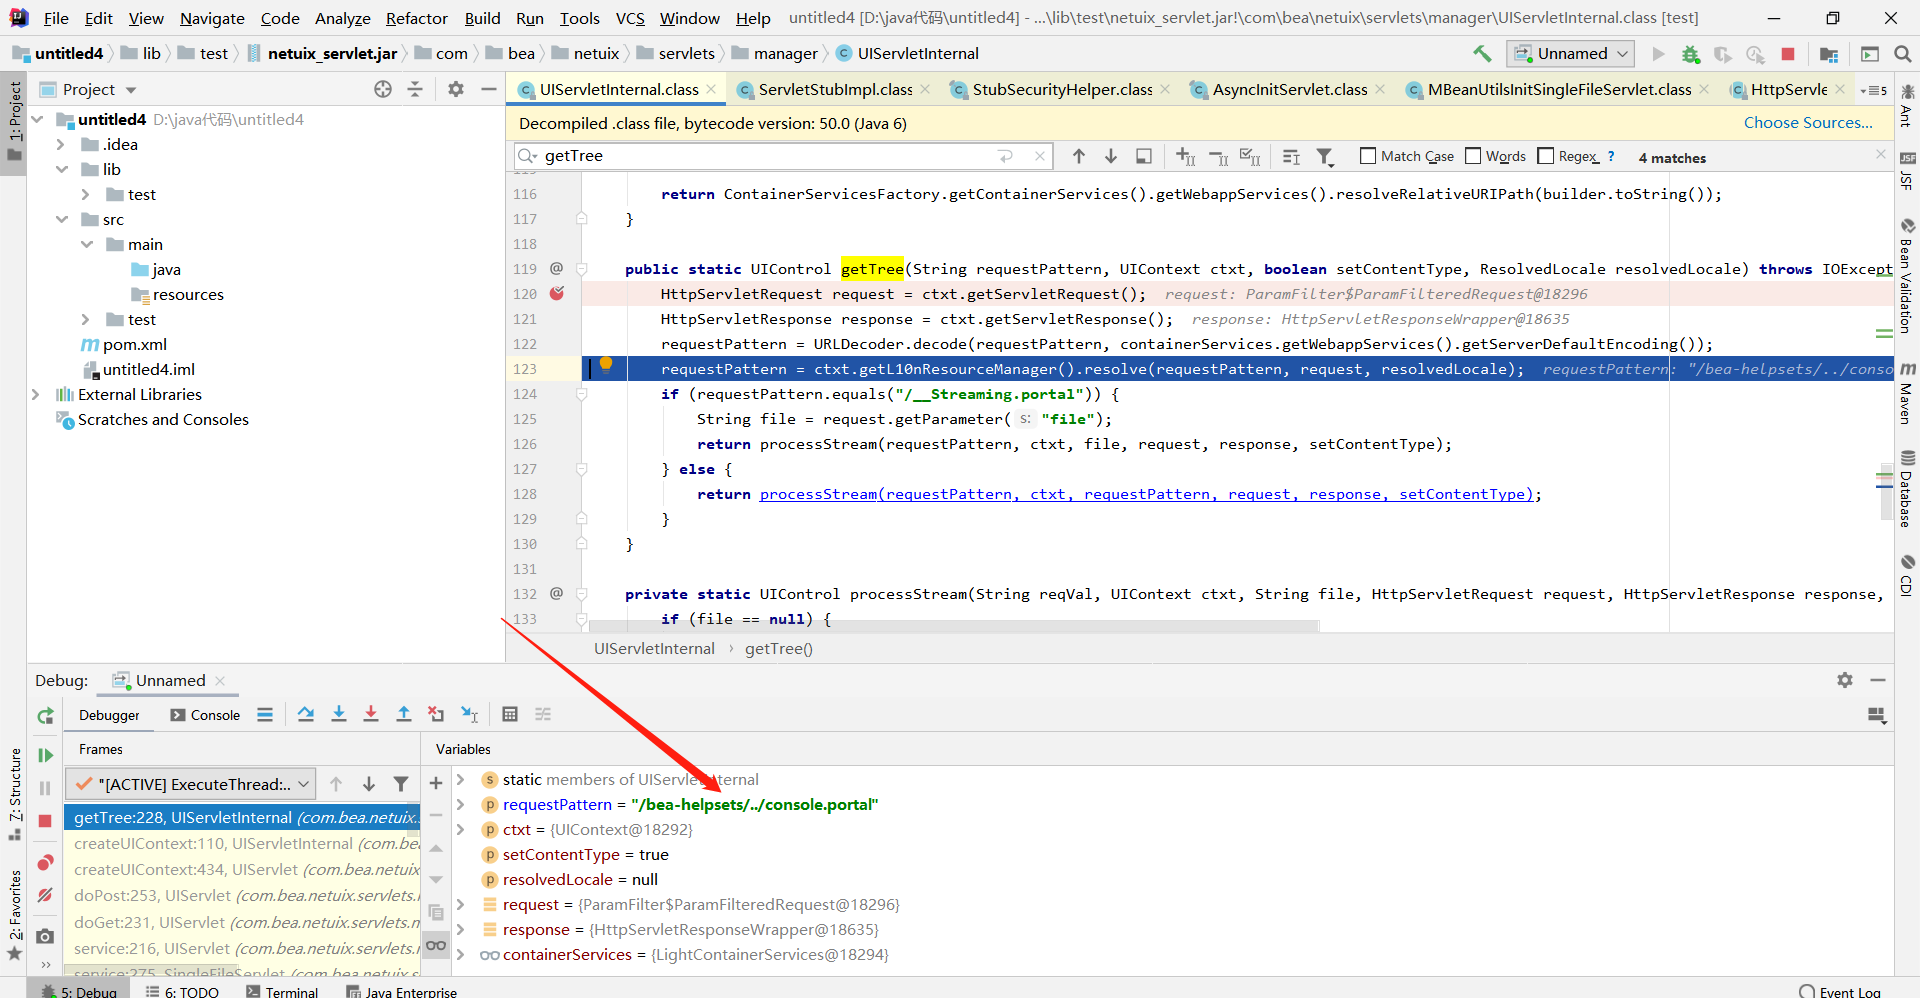 File Edit View Navigate Code Analyze Refactor Build Run Tools VCS Window Help untitled4 [D:\java代码\untitled4] - ...\lib\test\netuix_servlet.jar!\com\bea\netuix\servlets\manager\UIServletInternal.class [test]
untitled4 lib test netuix_servlet.jar com bea netuix servlets manager UIServletInternal Unnamed
1: Project
Project
UIServletInternal.class ServletStubImpl.class StubSecurityHelper.class AsyncInitServlet.class MBeanUtilsInitSingleFileServlet.class HttpServle 5
untitled4 D:\java代码\untitled4
.idea
lib
test
src
main
java
resources
test
pom.xml
untitled4.iml
External Libraries
Scratches and Consoles
Decompiled .class file, bytecode version: 50.0 (Java 6) Choose Sources...
getTree Match Case Words Regex ? 4 matches
116 return ContainerServicesFactory.getContainerServices().getWebappServices().resolveRelativeURIPath(builder.toString());
117 }
118
119 @ public static UIControl getTree(String requestPattern, UIContext ctxt, boolean setContentType, ResolvedLocale resolvedLocale) throws IOExcept
120 HttpServletRequest request = ctxt.getServletRequest(); request: ParamFilter$ParamFilteredRequest@18296
121 HttpServletResponse response = ctxt.getServletResponse(); response: HttpServletResponseWrapper@18635
122 requestPattern = URLDecoder.decode(requestPattern, containerServices.getWebappServices().getServerDefaultEncoding());
123 requestPattern = ctxt.getL10nResourceManager().resolve(requestPattern, request, resolvedLocale); requestPattern: "/bea-helpsets/../conso
124 if (requestPattern.equals("/__Streaming.portal")) {
125 String file = request.getParameter( s: "file");
126 return processStream(requestPattern, ctxt, file, request, response, setContentType);
127 } else {
128 return processStream(requestPattern, ctxt, requestPattern, request, response, setContentType);
129 }
130 }
131
132 @ private static UIControl processStream(String reqVal, UIContext ctxt, String file, HttpServletRequest request, HttpServletResponse response,
133 if (file == null) {
UIServletInternal › getTree()
Ant
JSF
Bean Validation
Maven
Database
CDI
Debug: Unnamed
Debugger Console
Frames Variables
"[ACTIVE] ExecuteThread:..
getTree:228, UIServletInternal (com.bea.netuix.
createUIContext:110, UIServletInternal (com.be
createUIContext:434, UIServlet (com.bea.netuix
doPost:253, UIServlet (com.bea.netuix.servlets.
doGet:231, UIServlet (com.bea.netuix.servlets.m
service:216, UIServlet (com.bea.netuix.servlets.
service:275, SingleFileServlet (com.bea.netuix.s
static members of UIServletInternal
requestPattern = "/bea-helpsets/../console.portal"
ctxt = {UIContext@18292}
setContentType = true
resolvedLocale = null
request = {ParamFilter$ParamFilteredRequest@18296}
response = {HttpServletResponseWrapper@18635}
containerServices = {LightContainerServices@18294}
7: Structure
2: Favorites
5: Debug 6: TODO Terminal Java Enterprise Event Log